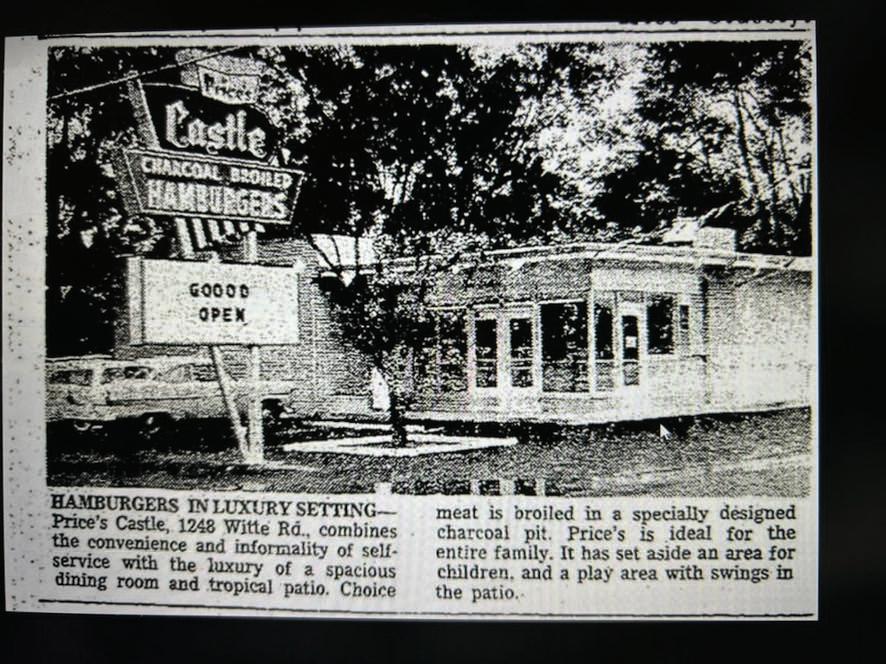 Price's
Castle
CHARCOAL BROILED
HAMBURGERS
GOOOD
OPEN
HAMBURGERS IN LUXURY SETTING—
Price's Castle, 1248 Witte Rd., combines
the convenience and informality of self-
service with the luxury of a spacious
dining room and tropical patio. Choice
meat is broiled in a specially designed
charcoal pit. Price's is ideal for the
entire family. It has set aside an area for
children, and a play area with swings in
the patio.